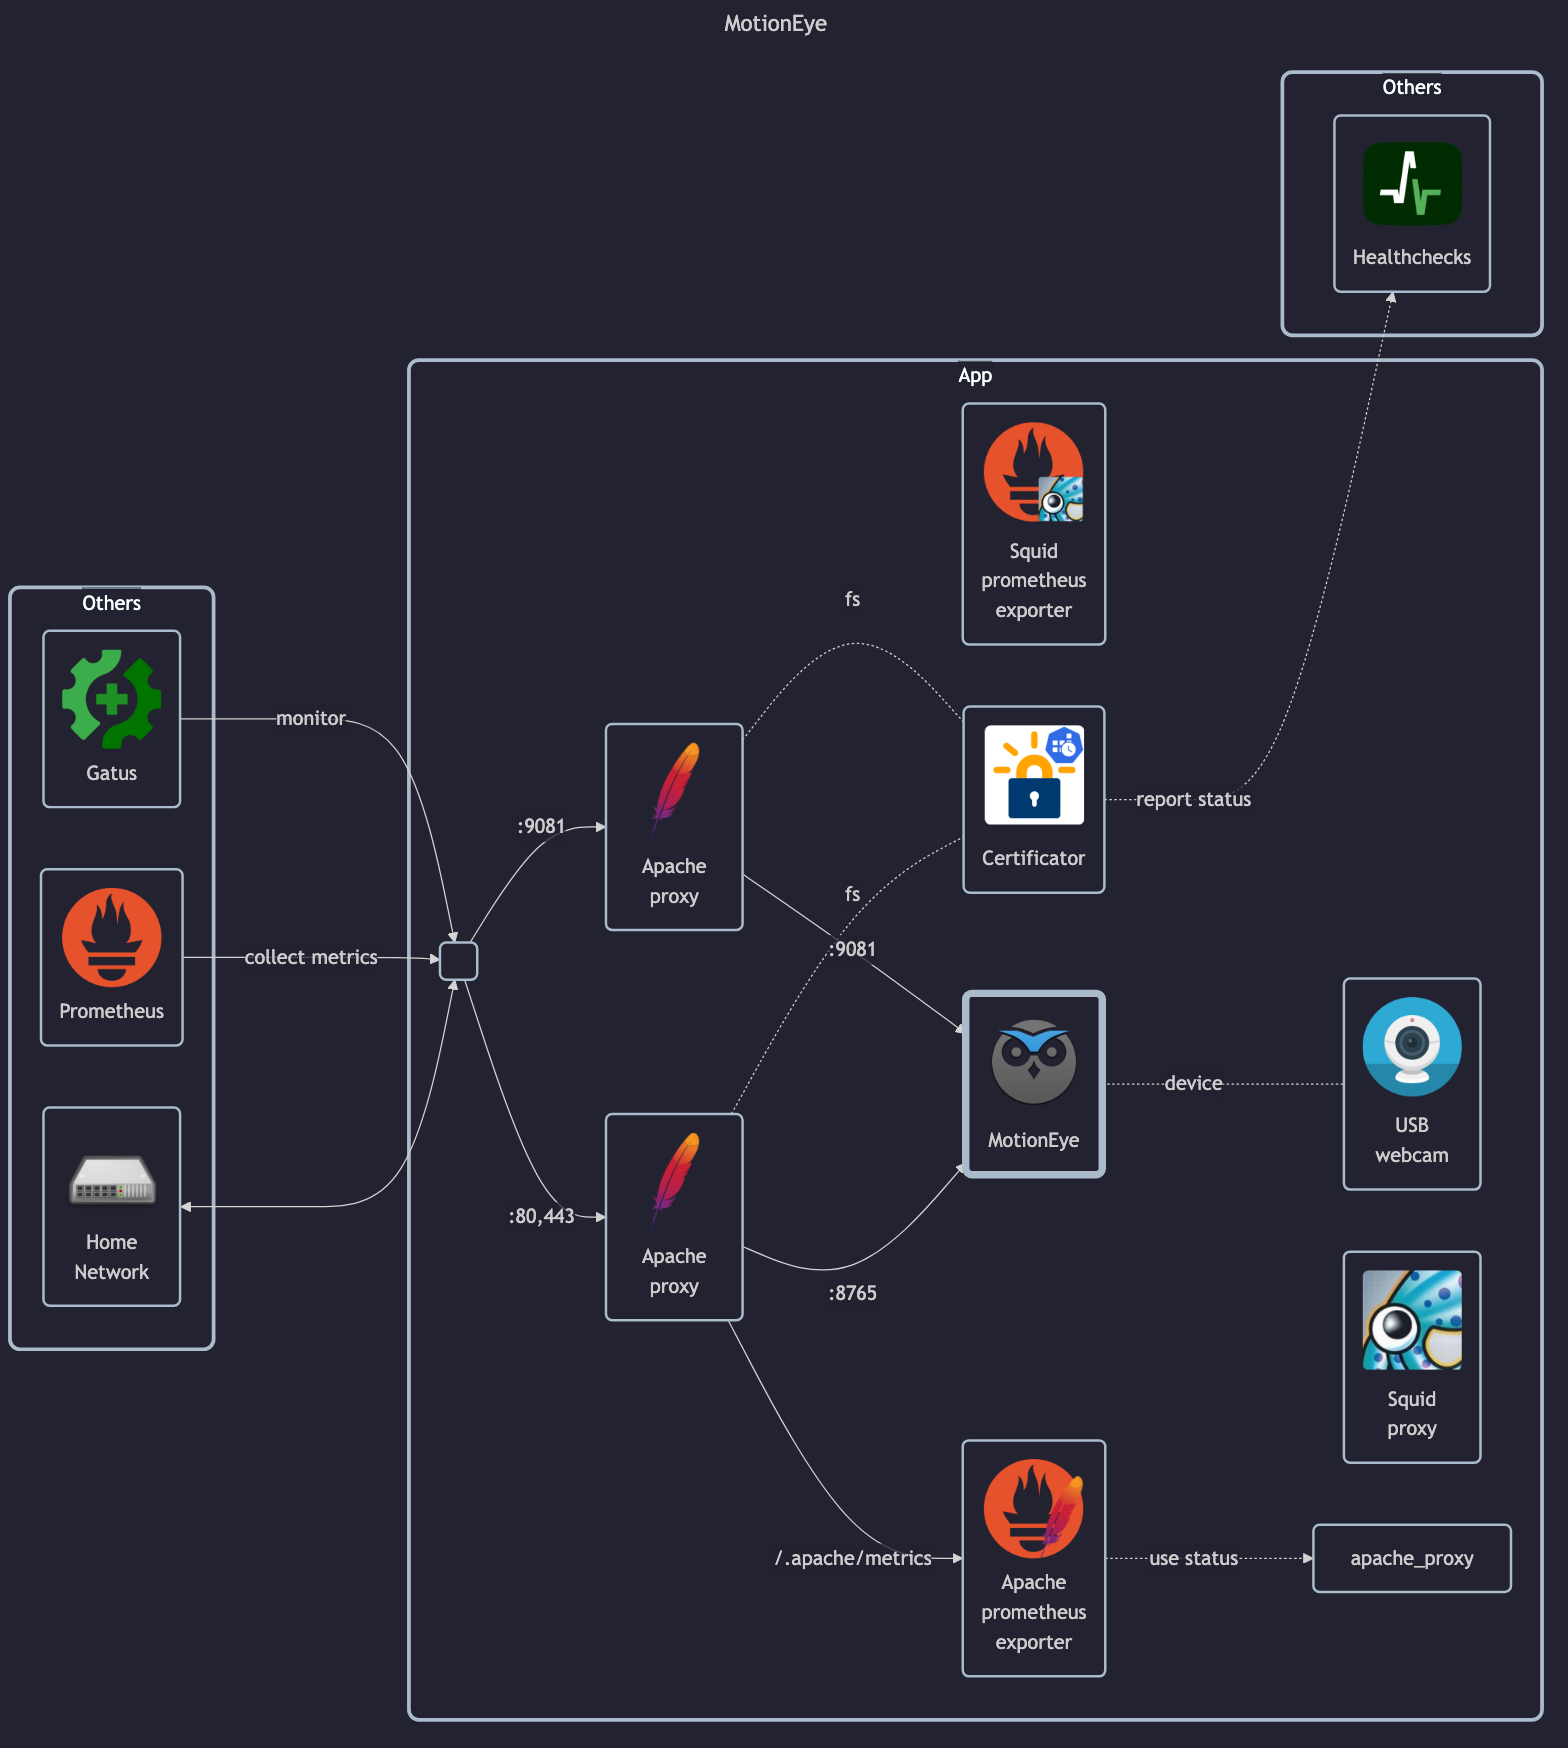 MotionEye
Others
Healthchecks
App
Squid
prometheus
exporter
fs
Others
Gatus
monitor
:9081
Apache
proxy
Certificator
report status
fs
:9081
Prometheus
collect metrics
MotionEye
device
USB
webcam
Home
Network
:80,443
Apache
proxy
:8765
Squid
proxy
/.apache/metrics
Apache
prometheus
exporter
use status
apache_proxy